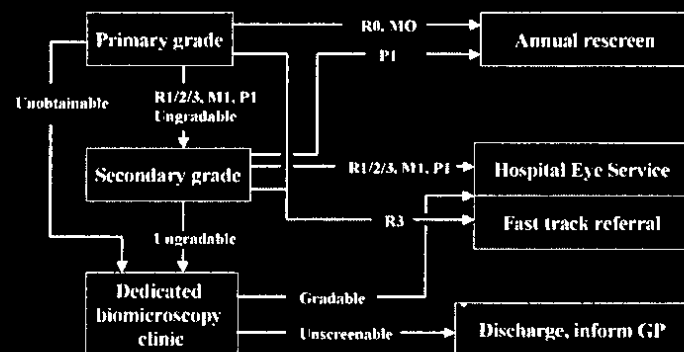 Primary grade
R0, MO
Annual rescreen
P1
Unobtainable
R1/2/3, M1, P1
Ungradable
Secondary grade
R1/2/3, M1, P1
Hospital Eye Service
R3
Fast track referral
Ungradable
Dedicated
biomicroscopy
clinic
Gradable
Unscreenable
Discharge, inform GP